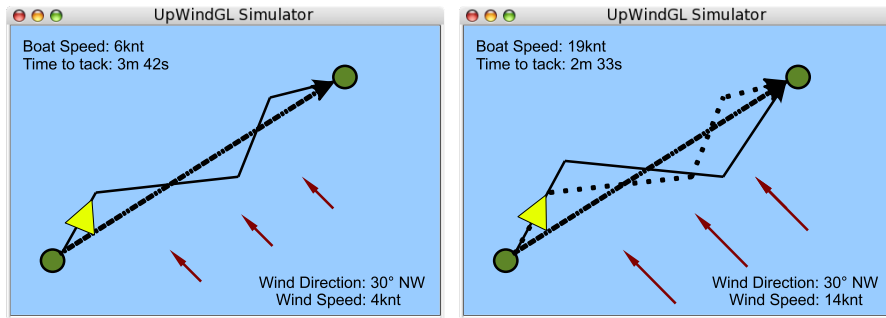 UpWindGL Simulator
Boat Speed: 6knt
Time to tack: 3m 42s
Wind Direction: 30° NW
Wind Speed: 4knt
UpWindGL Simulator
Boat Speed: 19knt
Time to tack: 2m 33s
Wind Direction: 30° NW
Wind Speed: 14knt